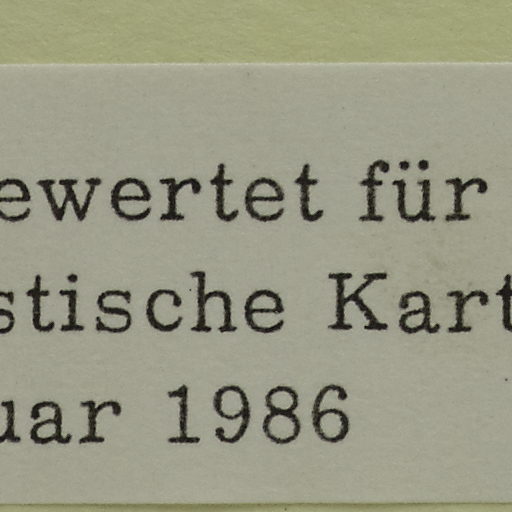 ewertet für
stische Kart
uar 1986